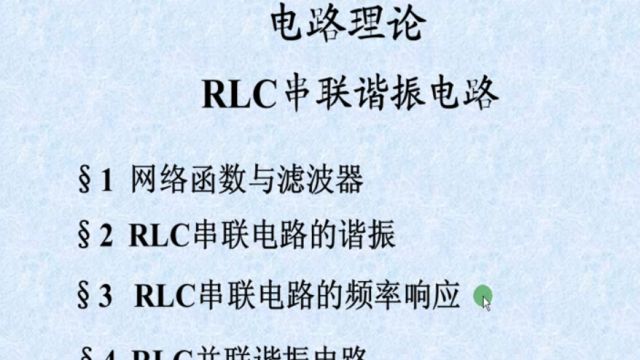 电路理论
RLC串联谐振电路
§1 网络函数与滤波器
§2 RLC串联电路的谐振
§3 RLC串联电路的频率响应
§4 RLC并联谐振电路